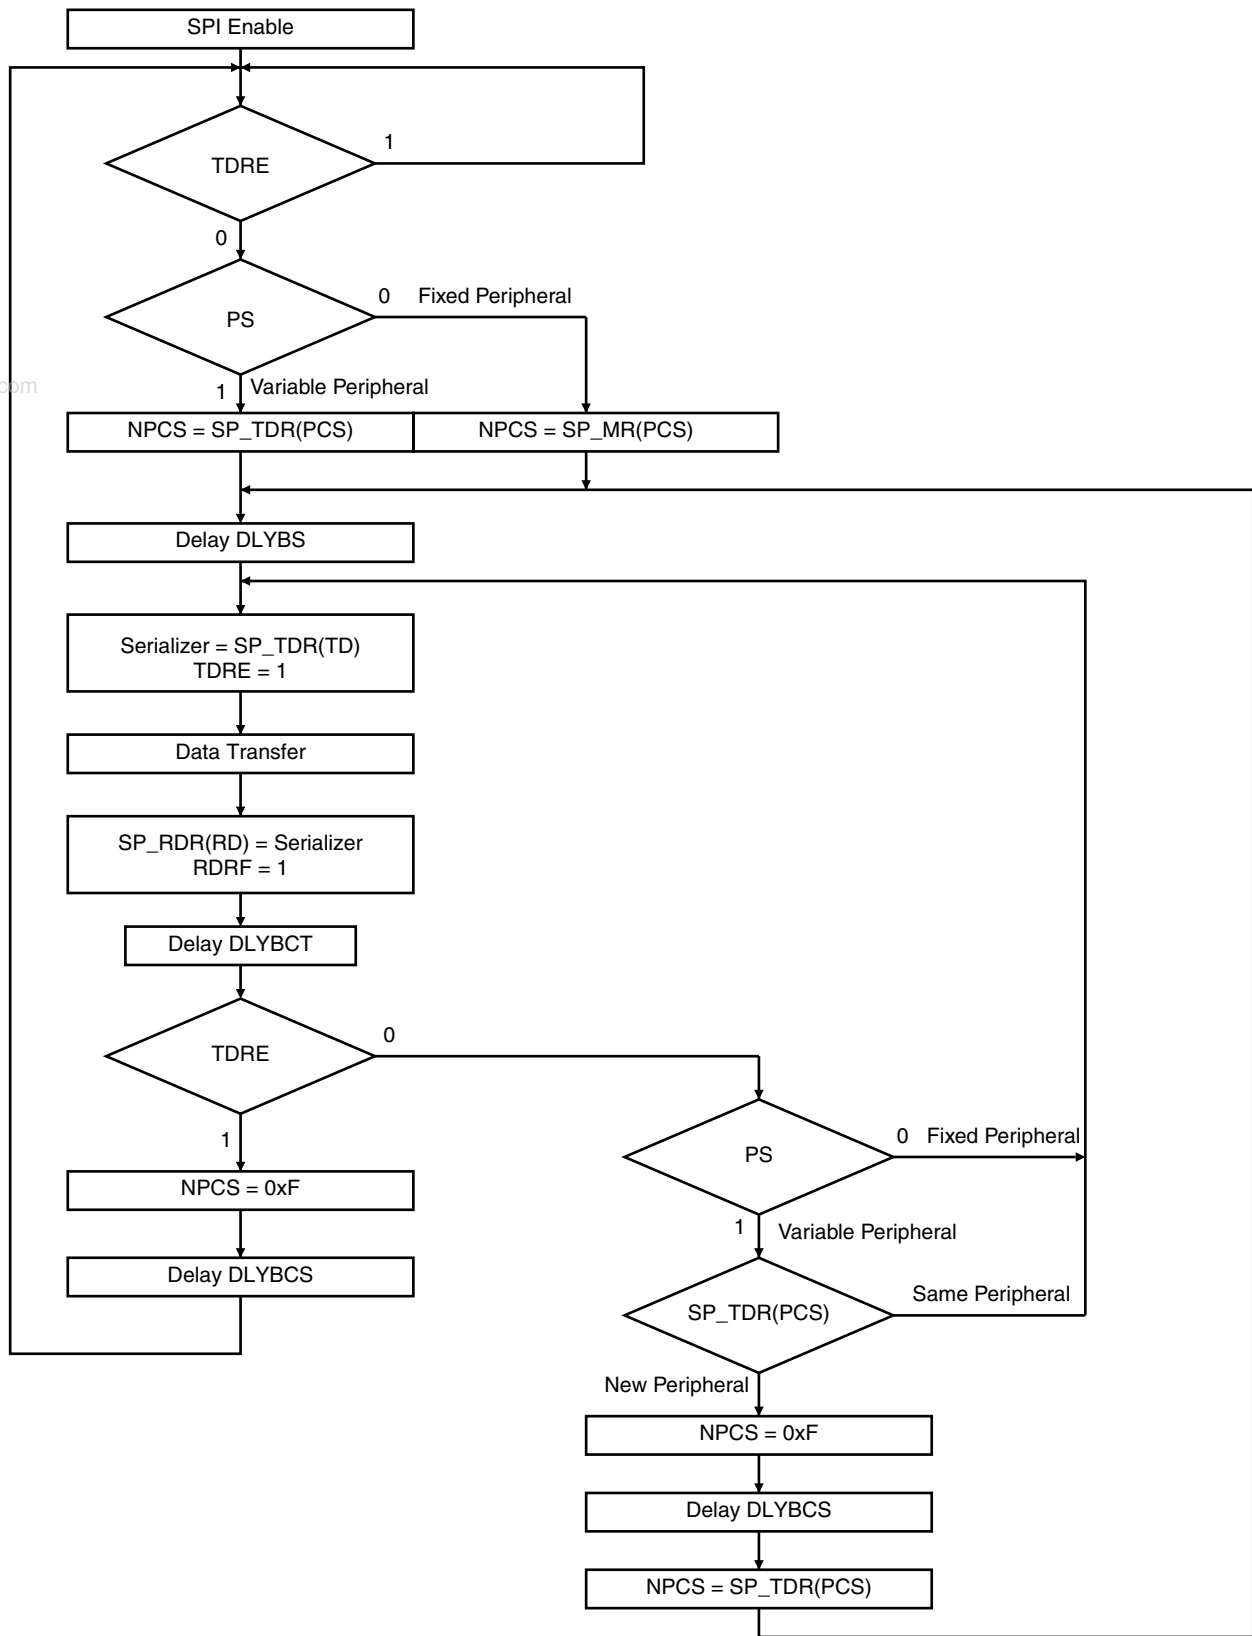 SPI Enable
1
TDRE
0
0 Fixed Peripheral
PS
com
1 Variable Peripheral
NPCS = SP_TDR(PCS)
NPCS = SP_MR(PCS)
Delay DLYBS
Serializer = SP_TDR(TD)
TDRE = 1
Data Transfer
SP_RDR(RD) = Serializer
RDRF = 1
Delay DLYBCT
0
TDRE
1
0 Fixed Peripheral
PS
NPCS = 0xF
1 Variable Peripheral
Delay DLYBCS
Same Peripheral
SP_TDR(PCS)
New Peripheral
NPCS = 0xF
Delay DLYBCS
NPCS = SP_TDR(PCS)